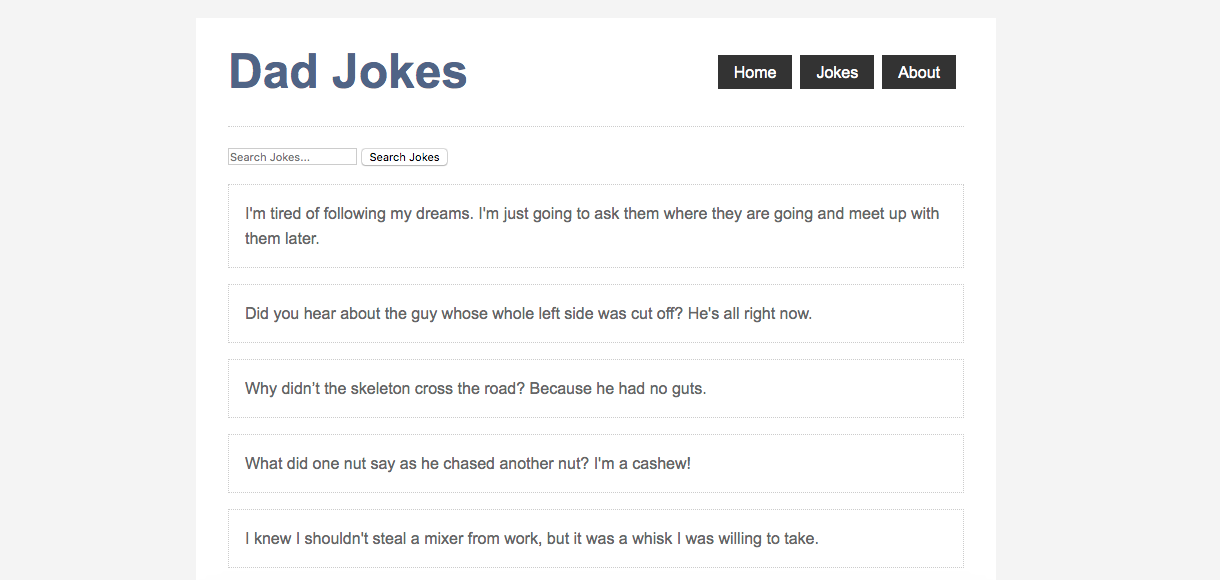 Dad Jokes
Home
Jokes
About
Search Jokes...
Search Jokes
I'm tired of following my dreams. I'm just going to ask them where they are going and meet up with
them later.
Did you hear about the guy whose whole left side was cut off? He's all right now.
Why didn’t the skeleton cross the road? Because he had no guts.
What did one nut say as he chased another nut? I'm a cashew!
I knew I shouldn't steal a mixer from work, but it was a whisk I was willing to take.